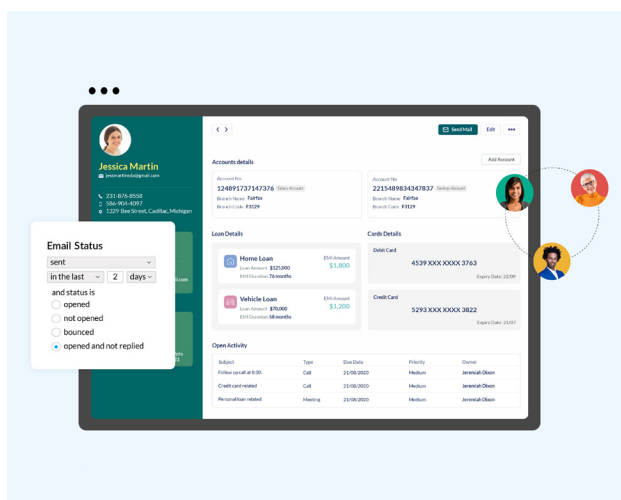 Send Mail
Edit
Jessica Martin
jessmartineda@gmail.com
231-876-8558
586-904-4097
1329 Bee Street, Cadillac, Michigan
Accounts details
Add Account
Account No
124891737147376 Salary Account
Branch Name Fairfax
Branch Code F3129
Account No
2215489834347837 Savings Account
Branch Name Fairfax
Branch Code F3129
Email Status
sent
in the last 2 days
and status is
opened
not opened
bounced
opened and not replied
Loan Details
Home Loan
Loan Amount $325,000
EMI Duration 76 months
EMI Amount
$1,800
Vehicle Loan
Loan Amount $70,000
EMI Duration 58 months
EMI Amount
$1,200
Cards Details
Debit Card
4539 XXX XXXX 3763
Expiry Date: 22/09
Credit Card
5293 XXX XXXX 3822
Expire Date: 21/07
Open Activity
Subject Type Due Date Priority Owner
Follow up call at 8:30. Call 21/08/2020 Medium Jeremiah Dixon
Credit card related Call 21/08/2020 Medium Jeremiah Dixon
Personal loan related Meeting 21/08/2020 Medium Jeremiah Dixon